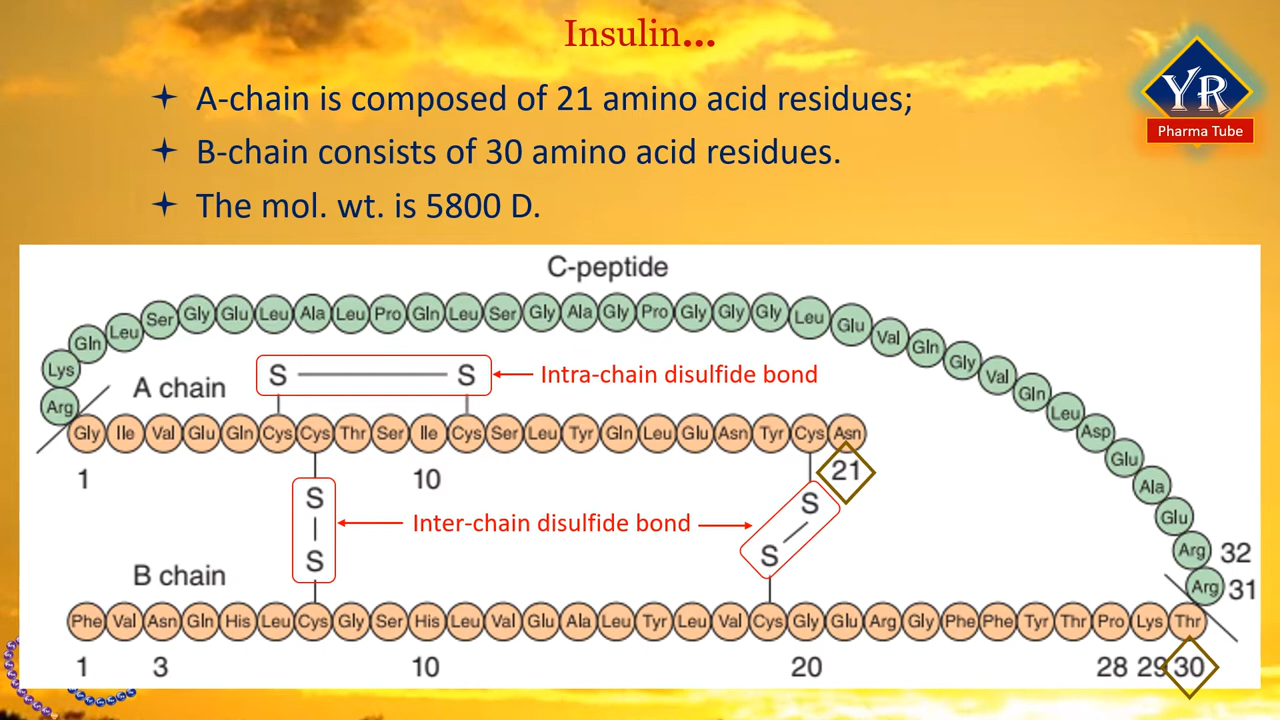 Insulin...
YR
Pharma Tube
A-chain is composed of 21 amino acid residues;
B-chain consists of 30 amino acid residues.
The mol. wt. is 5800 D.
C-peptide
Arg Lys Gln Leu Ser Gly Glu Leu Ala Leu Pro Gln Leu Ser Gly Ala Gly Pro Gly Gly Gly Leu Glu Val Gln Gly Val Gln Leu Asp Glu Ala Glu Arg Arg
32
31
A chain
S S
Intra-chain disulfide bond
Gly Ile Val Glu Gln Cys Cys Thr Ser Ile Cys Ser Leu Tyr Gln Leu Glu Asn Tyr Cys Asn
1 10 21
S S
Inter-chain disulfide bond
S S
B chain
Phe Val Asn Gln His Leu Cys Gly Ser His Leu Val Glu Ala Leu Tyr Leu Val Cys Gly Glu Arg Gly Phe Phe Tyr Thr Pro Lys Thr
1 3 10 20 28 29 30